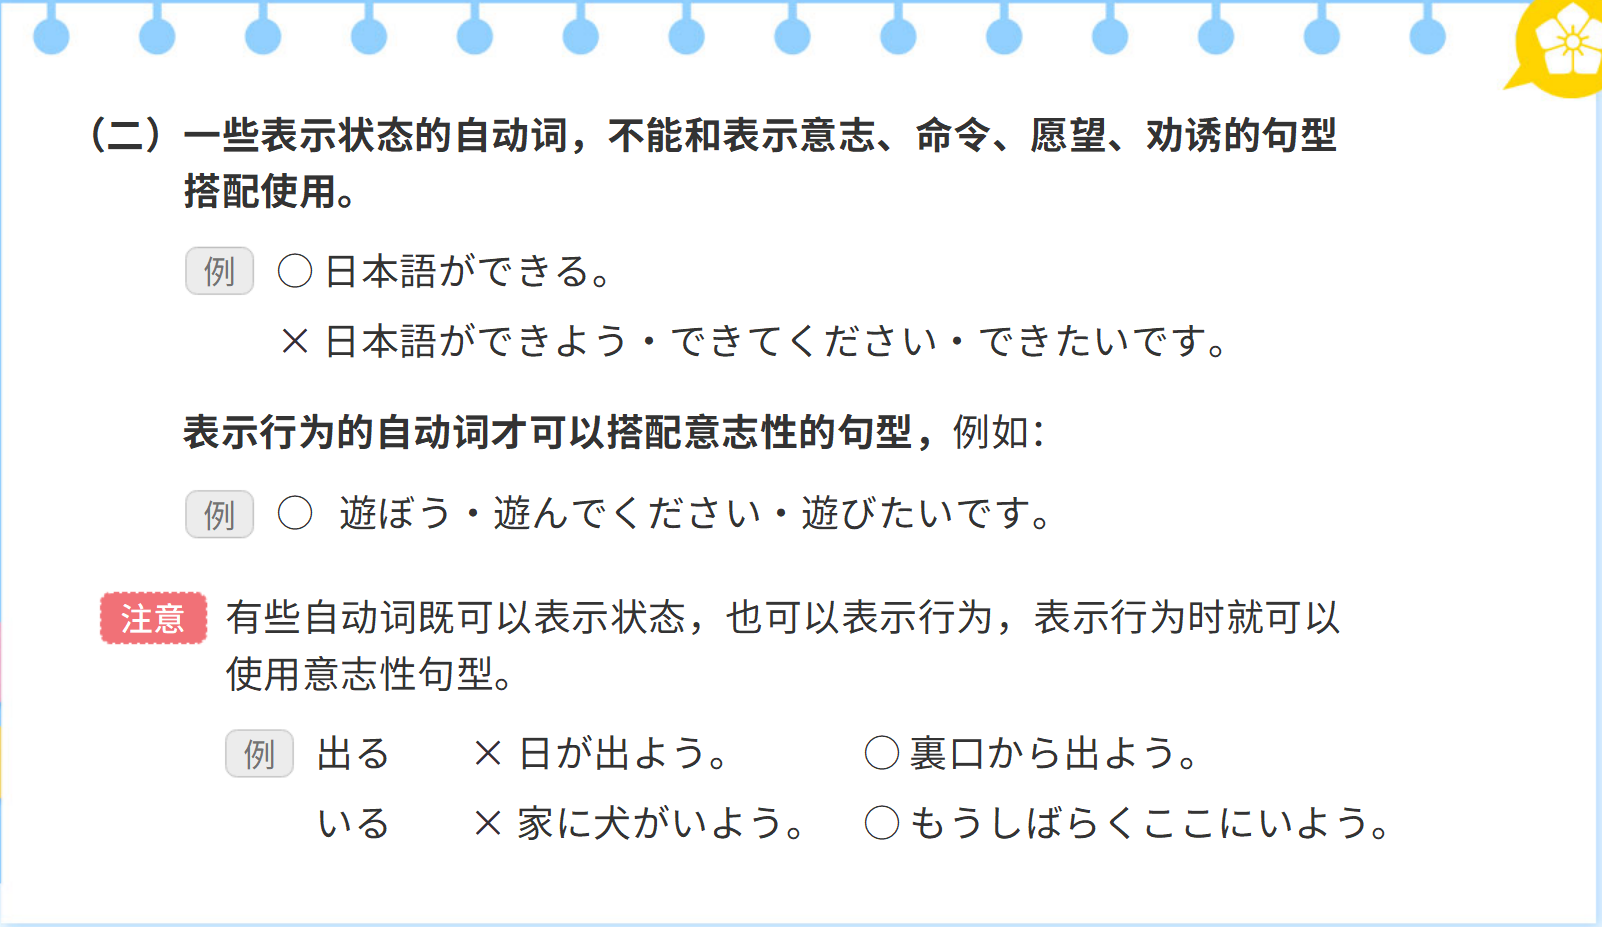 （二）一些表示状态的自动词，不能和表示意志、命令、愿望、劝诱的句型
搭配使用。
例 ○ 日本語ができる。
× 日本語ができよう・できてください・できたいです。
表示行为的自动词才可以搭配意志性的句型，例如：
例 ○ 遊ぼう・遊んでください・遊びたいです。
注意 有些自动词既可以表示状态，也可以表示行为，表示行为时就可以
使用意志性句型。
例 出る × 日が出よう。 ○ 裏口から出よう。
いる × 家に犬がいよう。 ○ もうしばらくここにいよう。